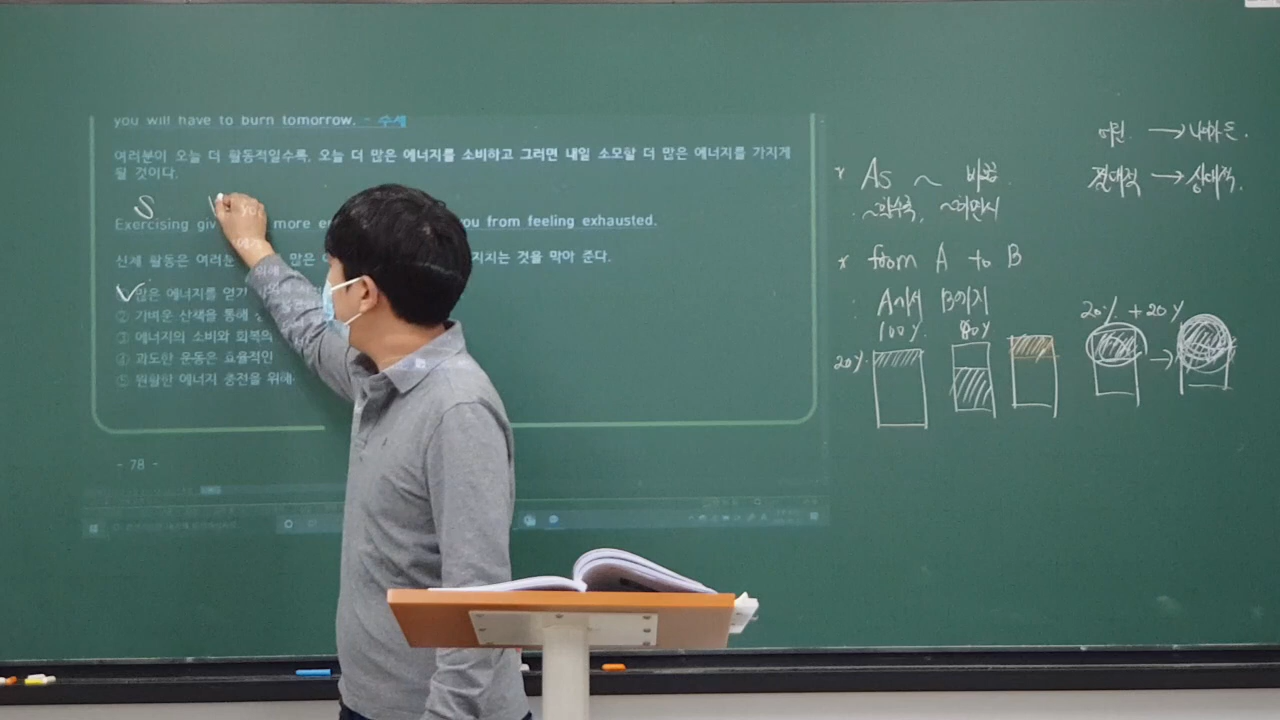 you will have to burn tomorrow. - 수세
여러분이 오늘 더 활동적일수록, 오늘 더 많은 에너지를 소비하고 그러면 내일 소모할 더 많은 에너지를 가지게
될 것이다.
S
Exercising giv more you from feeling exhausted.
신체 활동은 여러분 많은 지치는 것을 막아 준다.
많은 에너지를 얻기 위해
② 가벼운 산책을 통해
③ 에너지의 소비와 회복의
④ 과도한 운동은 효율적인
⑤ 원활한 에너지 충전을 위해
- 78 -
* As ~
~할수록, ~하면서
* from A to B
A에서 B까지
100% 80%
20%
어린 → 나이든
절대적 → 상대적
20% + 20%
→